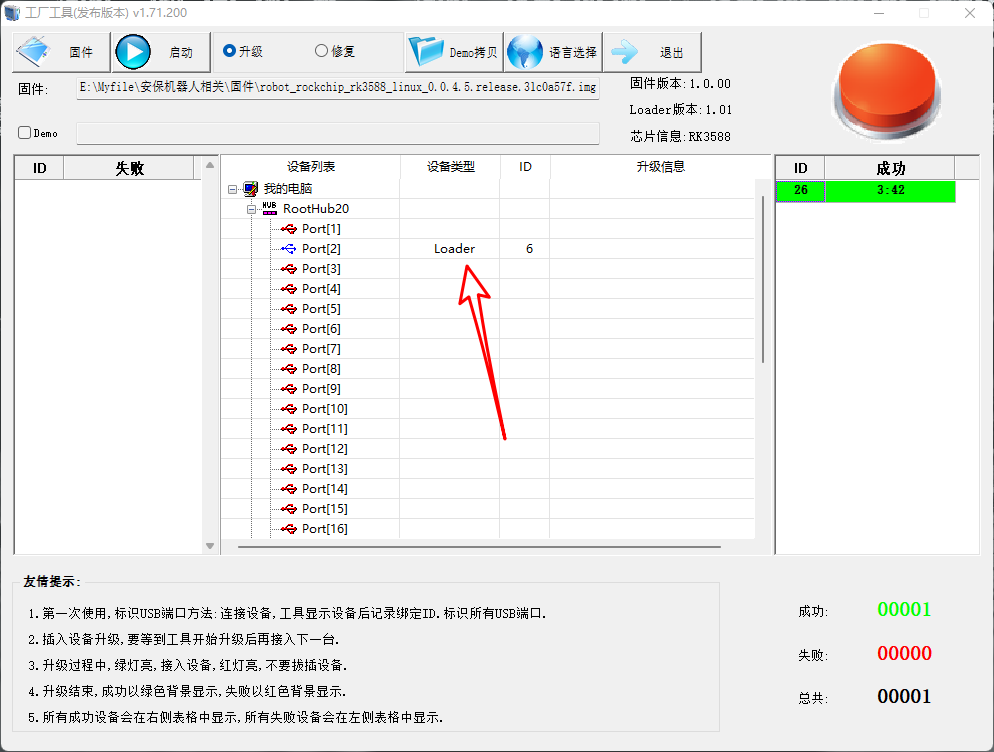 工厂工具(发布版本) v1.71.200
固件
启动
升级
修复
Demo拷贝
语言选择
退出
固件:
E:\Myfile\安保机器人相关\固件\robot_rockchip_rk3588_linux_0.0.4.5.release.31c0a57f.img
固件版本:1.0.00
Loader版本:1.01
芯片信息:RK3588
Demo
ID
失败
设备列表
设备类型
ID
升级信息
ID
成功
我的电脑
26
3:42
HUB
RootHub20
Port[1]
Port[2]
Loader
6
Port[3]
Port[4]
Port[5]
Port[6]
Port[7]
Port[8]
Port[9]
Port[10]
Port[11]
Port[12]
Port[13]
Port[14]
Port[15]
Port[16]
友情提示:
1.第一次使用,标识USB端口方法:连接设备,工具显示设备后记录绑定ID.标识所有USB端口.
2.插入设备升级,要等到工具开始升级后再接入下一台.
3.升级过程中,绿灯亮,接入设备,红灯亮,不要拔插设备.
4.升级结束,成功以绿色背景显示,失败以红色背景显示.
5.所有成功设备会在右侧表格中显示,所有失败设备会在左侧表格中显示.
成功:
00001
失败:
00000
总共:
00001